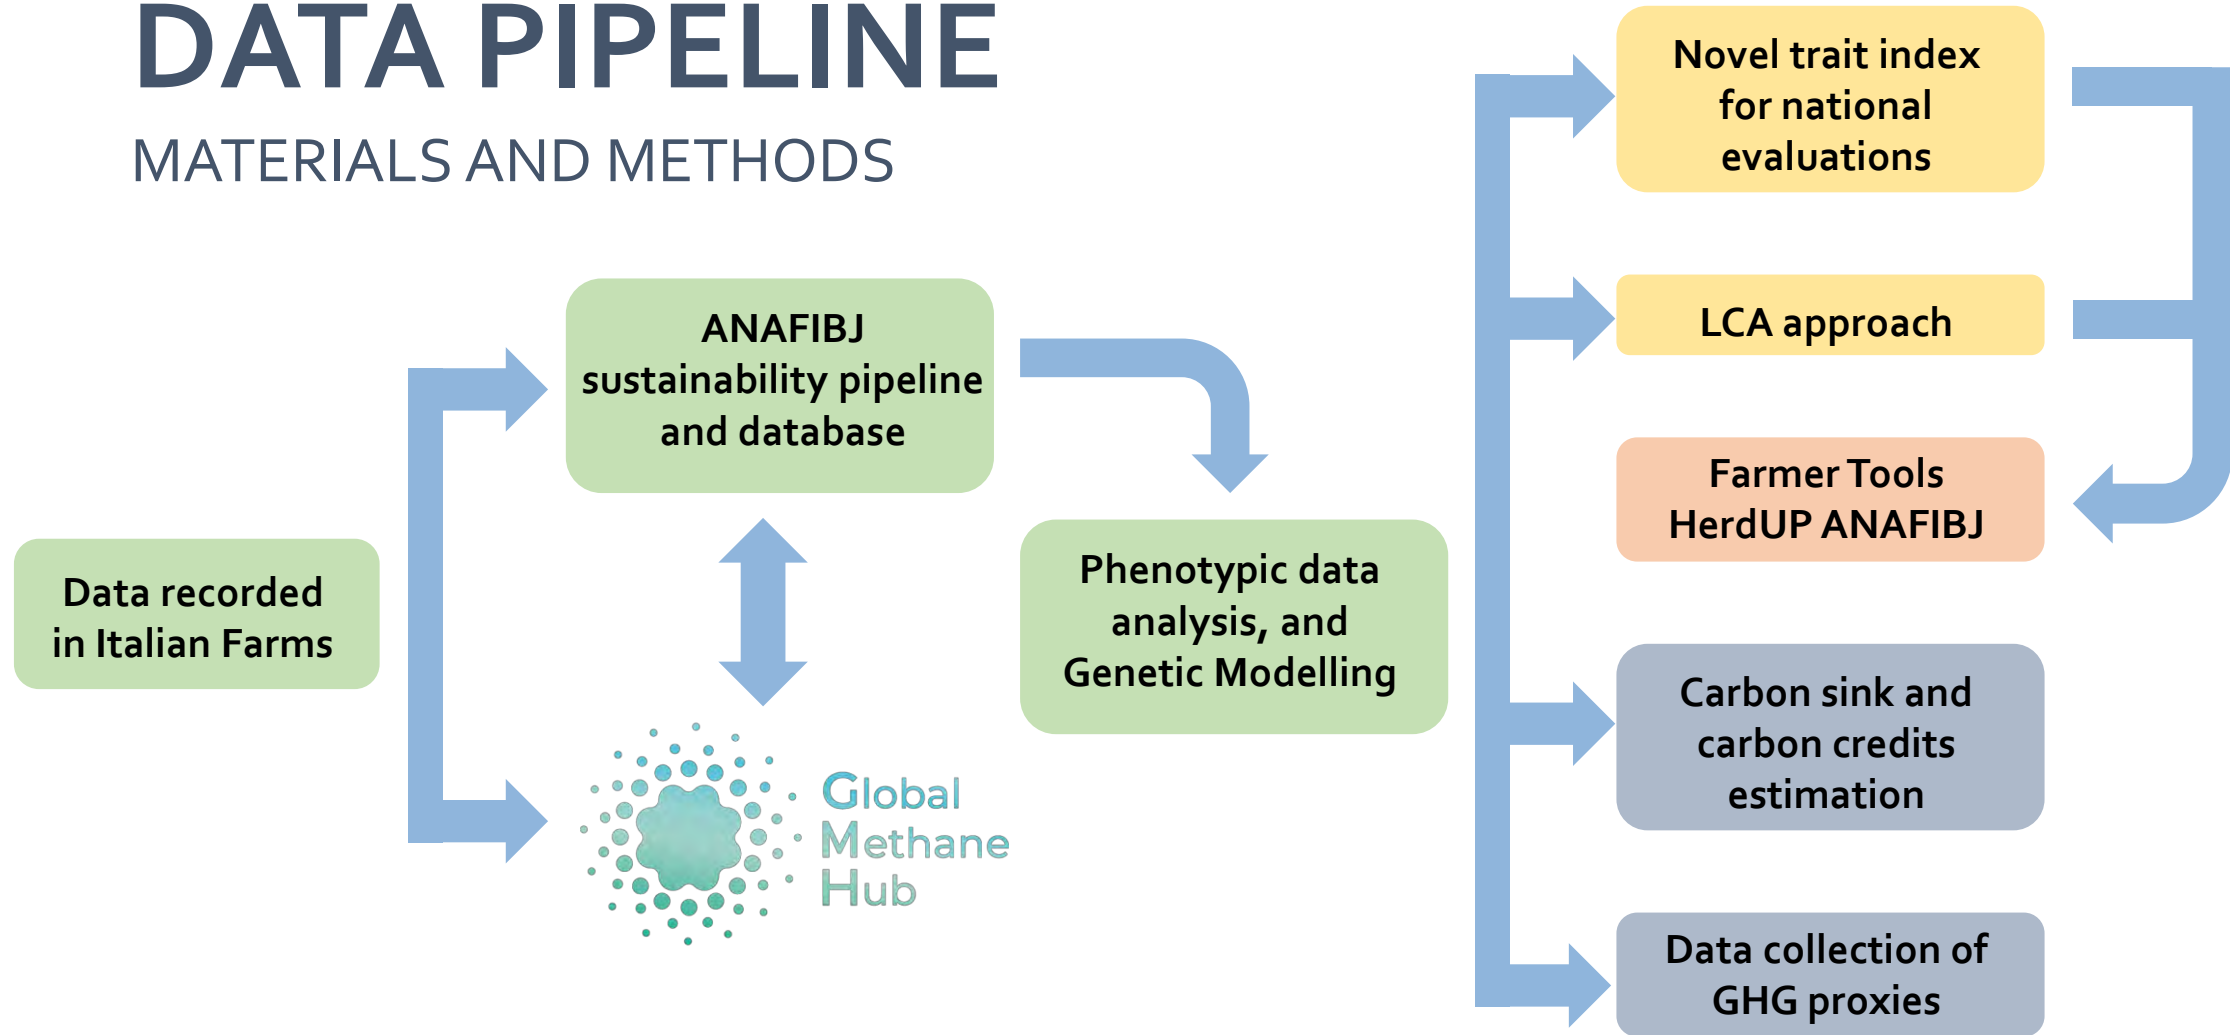 DATA PIPELINE
MATERIALS AND METHODS
Data recorded
in Italian Farms
ANAFIBJ
sustainability pipeline
and database
Global
Methane
Hub
Phenotypic data
analysis, and
Genetic Modelling
Novel trait index
for national
evaluations
LCA approach
Farmer Tools
HerdUP ANAFIBJ
Carbon sink and
carbon credits
estimation
Data collection of
GHG proxies